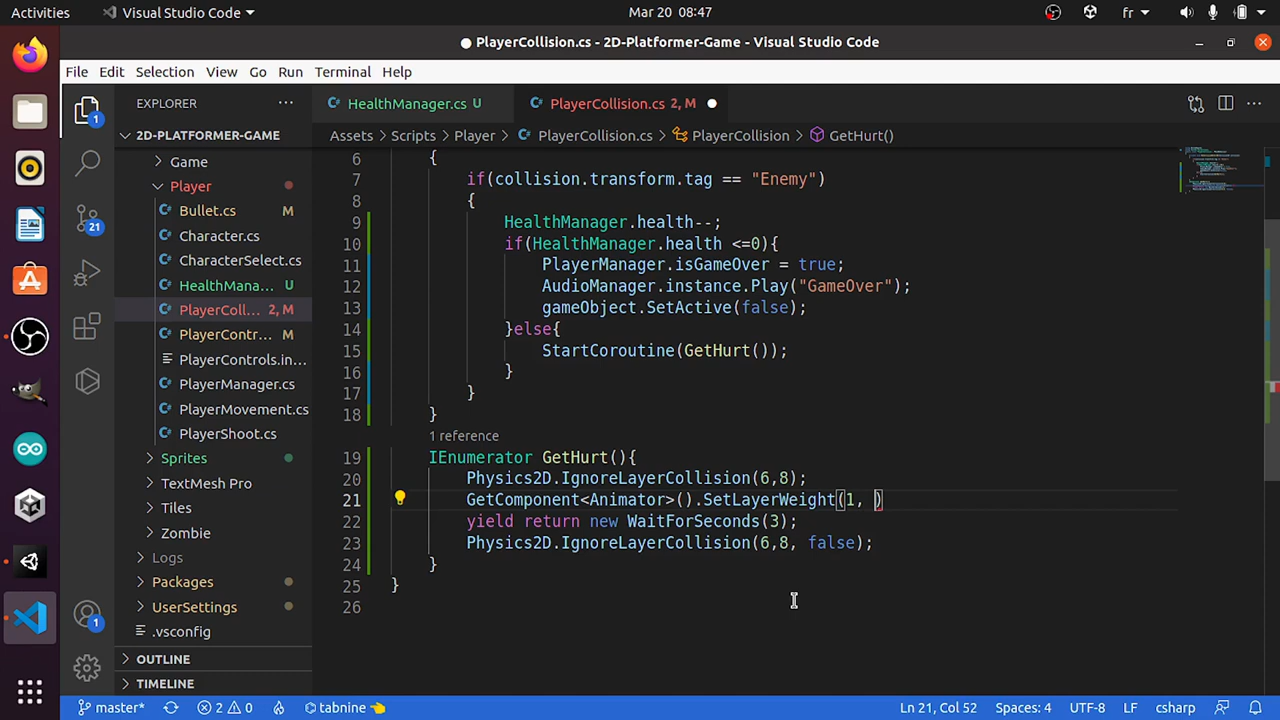 Activities
Visual Studio Code
Mar 20 08:47
fr
PlayerCollision.cs - 2D-Platformer-Game - Visual Studio Code
File Edit Selection View Go Run Terminal Help
EXPLORER
HealthManager.cs U
PlayerCollision.cs 2, M
2D-PLATFORMER-GAME
Assets > Scripts > Player > PlayerCollision.cs > PlayerCollision > GetHurt()
Game
Player
Bullet.cs M
Character.cs
CharacterSelect.cs
HealthMana... U
PlayerColl... 2, M
PlayerContr... M
PlayerControls.in...
PlayerManager.cs
PlayerMovement.cs
PlayerShoot.cs
Sprites
TextMesh Pro
Tiles
Zombie
Logs
Packages
UserSettings
.vsconfig
OUTLINE
TIMELINE
1
21
1
6 {
7 if(collision.transform.tag == "Enemy")
8 {
9 HealthManager.health--;
10 if(HealthManager.health <=0){
11 PlayerManager.isGameOver = true;
12 AudioManager.instance.Play("GameOver");
13 gameObject.SetActive(false);
14 }else{
15 StartCoroutine(GetHurt());
16 }
17 }
18 }
1 reference
19 IEnumerator GetHurt(){
20 Physics2D.IgnoreLayerCollision(6,8);
21 GetComponent<Animator>().SetLayerWeight(1, )
22 yield return new WaitForSeconds(3);
23 Physics2D.IgnoreLayerCollision(6,8, false);
24 }
25 }
26
master* 2 0 tabnine
Ln 21, Col 52 Spaces: 4 UTF-8 LF csharp